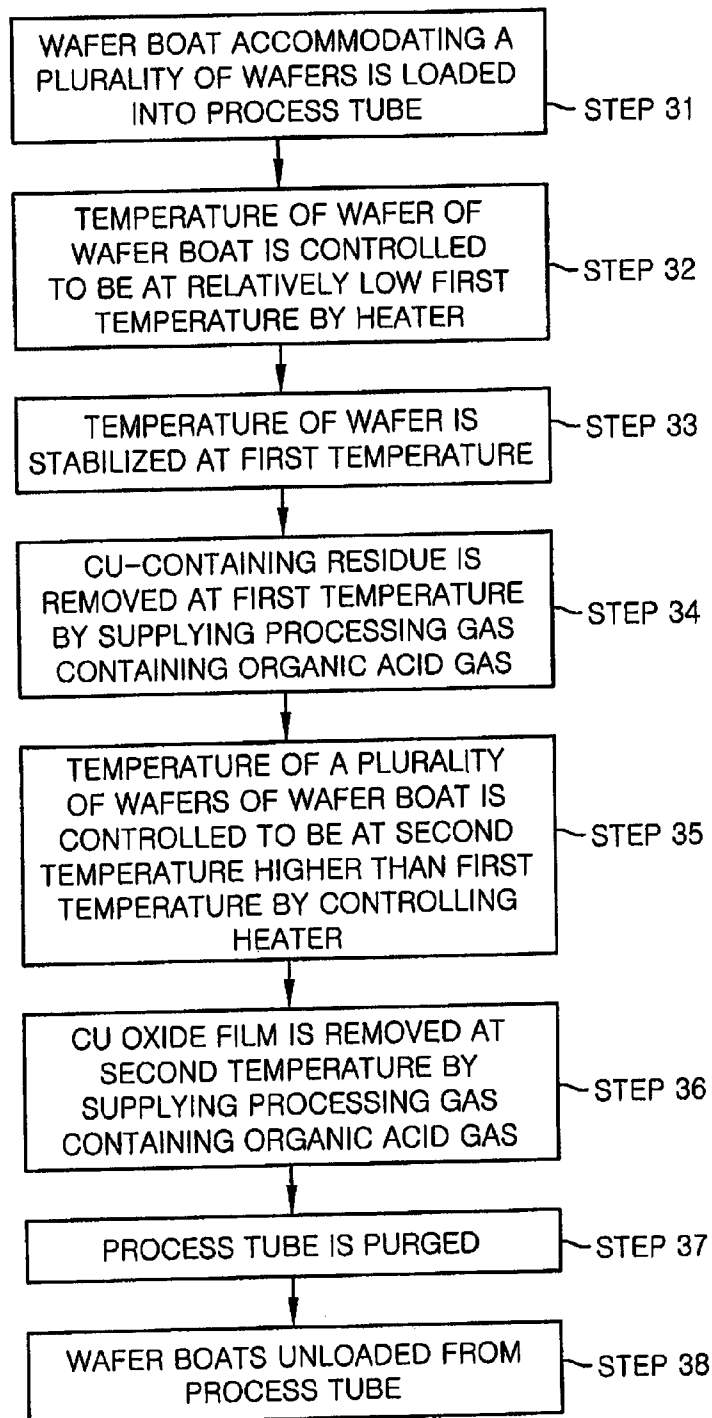 WAFER BOAT ACCOMMODATING A
PLURALITY OF WAFERS IS LOADED
INTO PROCESS TUBE
STEP 31
TEMPERATURE OF WAFER OF
WAFER BOAT IS CONTROLLED
TO BE AT RELATIVELY LOW FIRST
TEMPERATURE BY HEATER
STEP 32
TEMPERATURE OF WAFER IS
STABILIZED AT FIRST TEMPERATURE
STEP 33
CU-CONTAINING RESIDUE IS
REMOVED AT FIRST TEMPERATURE
BY SUPPLYING PROCESSING GAS
CONTAINING ORGANIC ACID GAS
STEP 34
TEMPERATURE OF A PLURALITY
OF WAFERS OF WAFER BOAT IS
CONTROLLED TO BE AT SECOND
TEMPERATURE HIGHER THAN FIRST
TEMPERATURE BY CONTROLLING
HEATER
STEP 35
CU OXIDE FILM IS REMOVED AT
SECOND TEMPERATURE BY
SUPPLYING PROCESSING GAS
CONTAINING ORGANIC ACID GAS
STEP 36
PROCESS TUBE IS PURGED
STEP 37
WAFER BOATS UNLOADED FROM
PROCESS TUBE
STEP 38